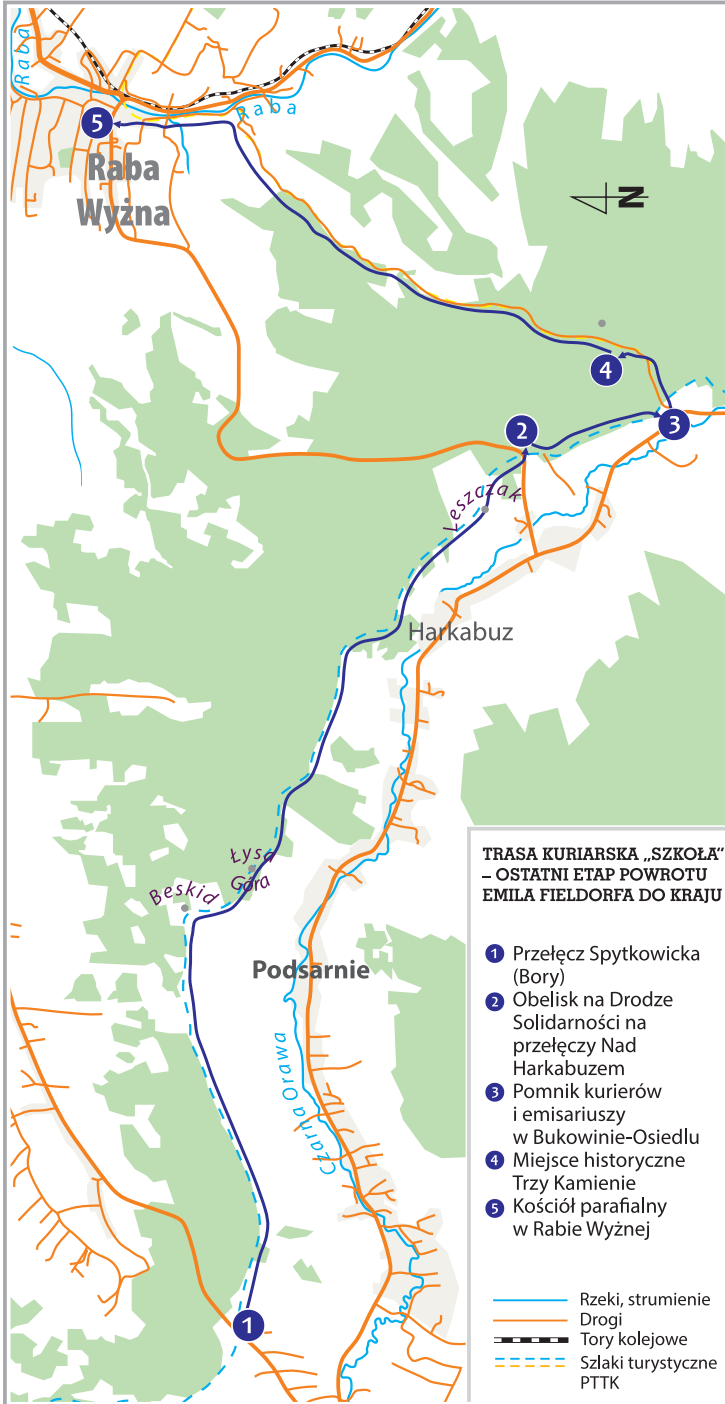 Raba
Raba
5
Raba
Wyżna
N
4
3
2
Leszczak
Harkabuz
Łysa
Góra
Beskid
Podsarnie
Czarna Orawa
1
TRASA KURIARSKA „SZKOŁA”
– OSTATNI ETAP POWROTU
EMILA FIELDORFA DO KRAJU
1 Przełęcz Spytkowicka
(Bory)
2 Obelisk na Drodze
Solidarności na
przełęczy Nad
Harkabuzem
3 Pomnik kurierów
i emisariuszy
w Bukowinie-Osiedlu
4 Miejsce historyczne
Trzy Kamienie
5 Kościół parafialny
w Rabie Wyżnej
Rzeki, strumienie
Drogi
Tory kolejowe
Szlaki turystyczne
PTTK